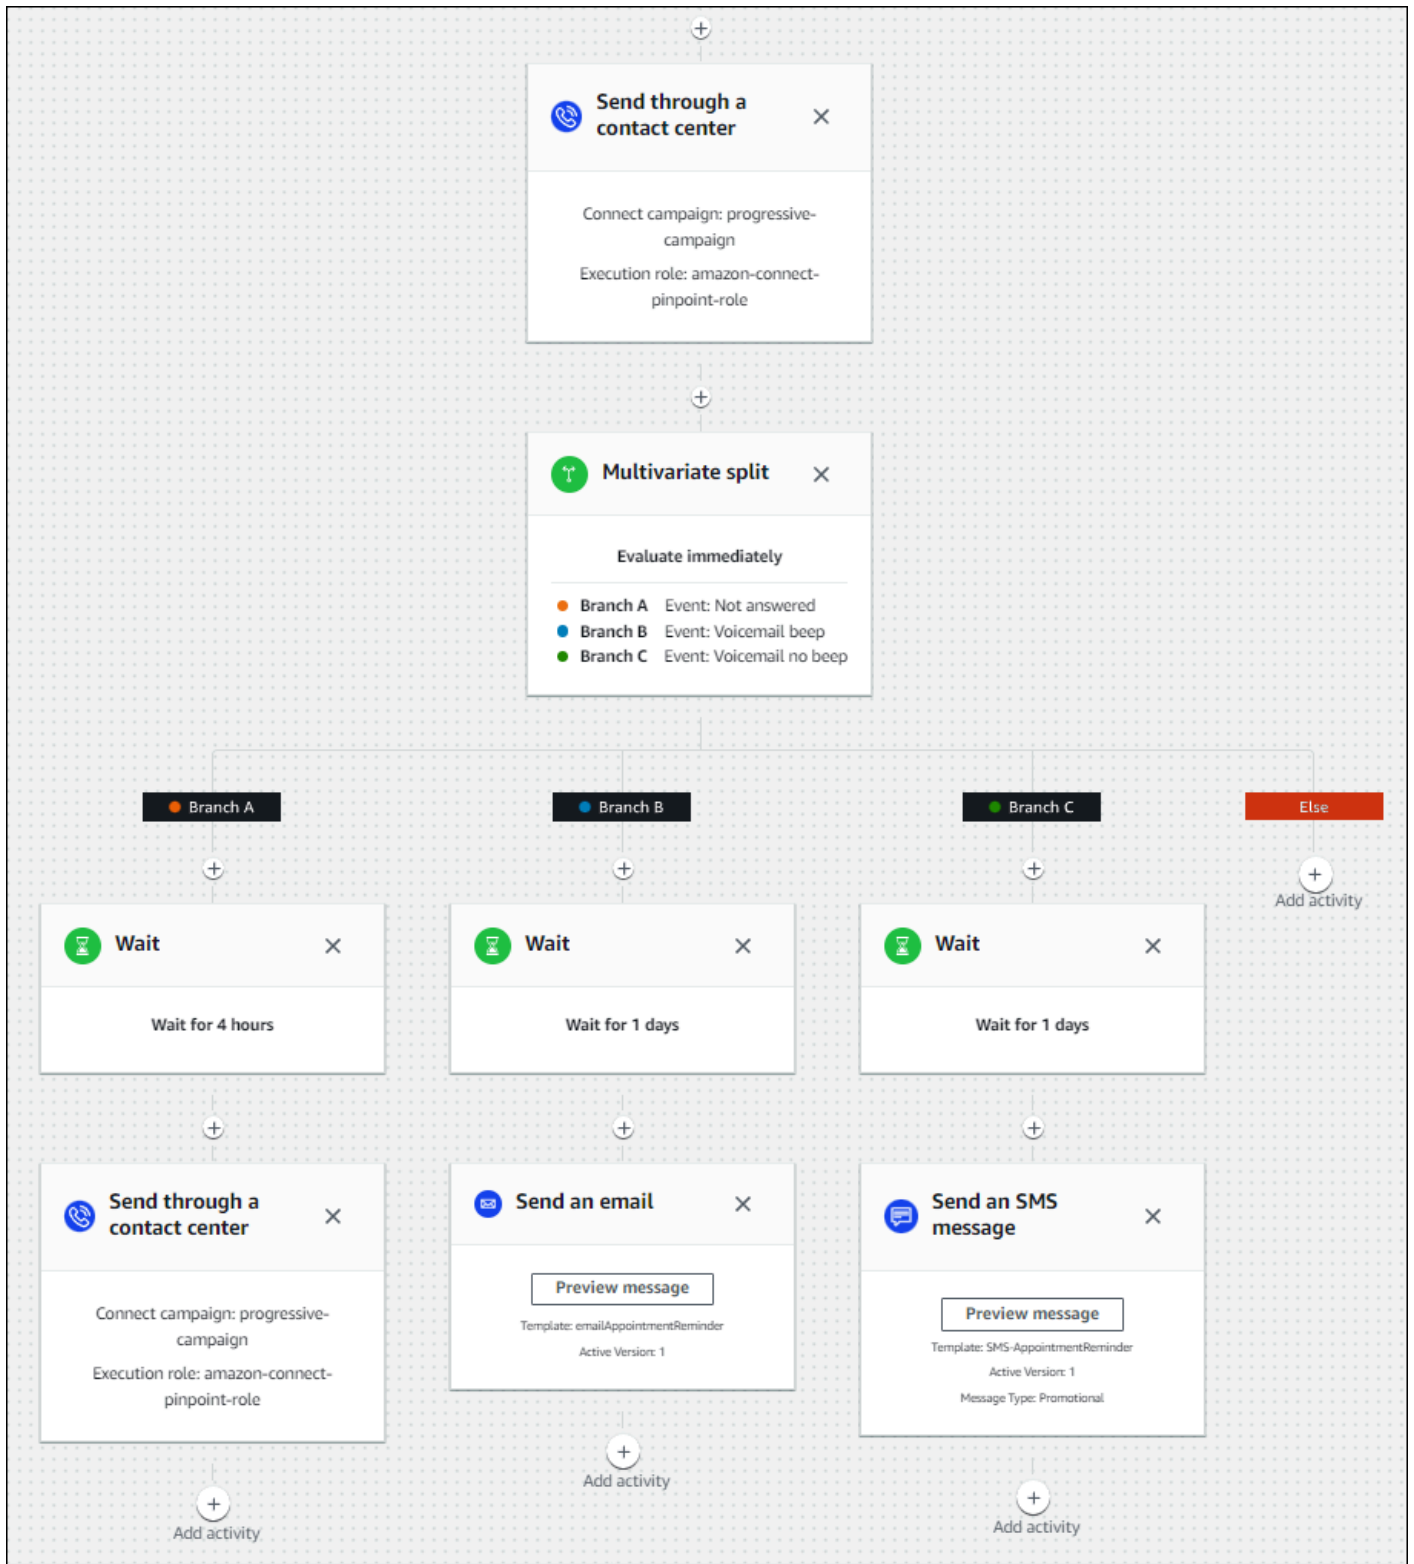 Send through a
contact center
Connect campaign: progressive-
campaign
Execution role: amazon-connect-
pinpoint-role
Multivariate split
Evaluate immediately
Branch A Event: Not answered
Branch B Event: Voicemail beep
Branch C Event: Voicemail no beep
Branch A
Branch B
Branch C
Else
Add activity
Wait
Wait for 4 hours
Wait
Wait for 1 days
Wait
Wait for 1 days
Send through a
contact center
Connect campaign: progressive-
campaign
Execution role: amazon-connect-
pinpoint-role
Add activity
Send an email
Preview message
Template: emailAppointmentReminder
Active Version: 1
Add activity
Send an SMS
message
Preview message
Template: SMS-AppointmentReminder
Active Version: 1
Message Type: Promotional
Add activity